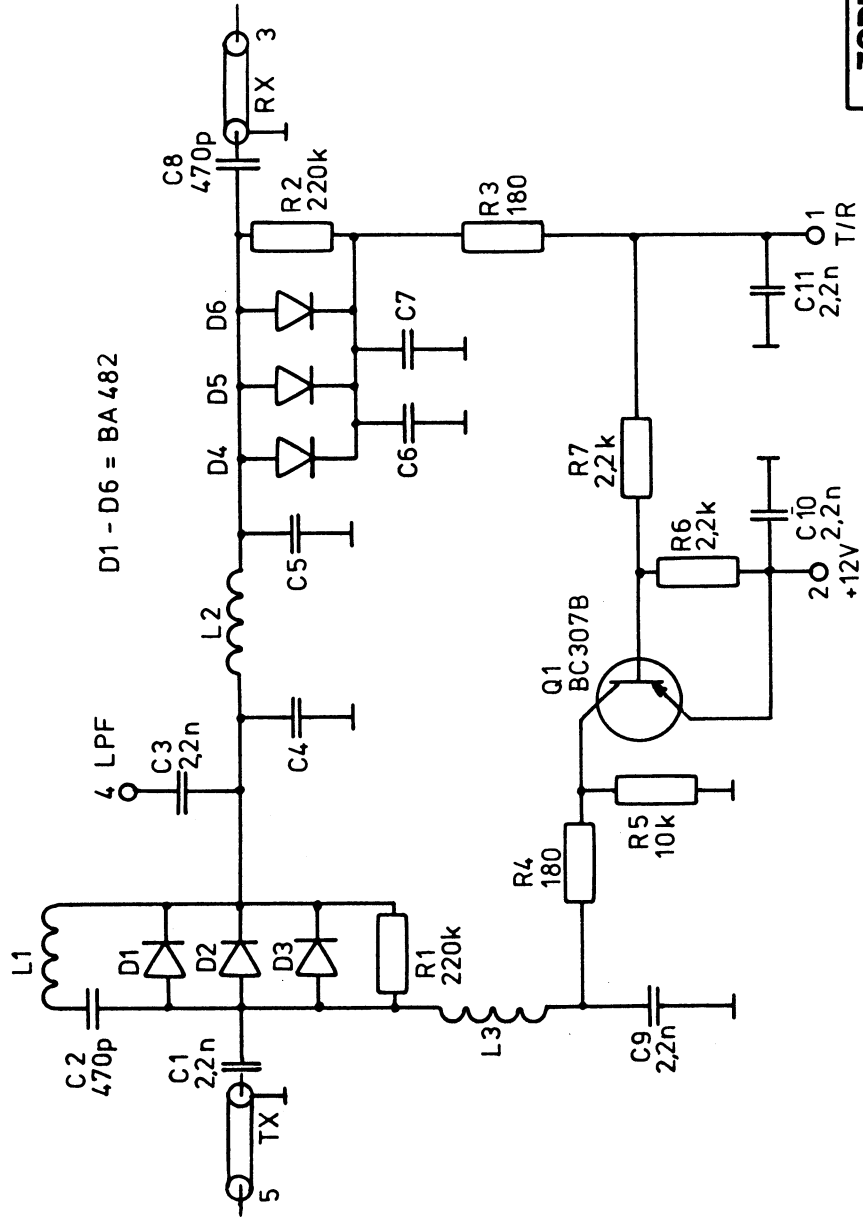 L1
C2
470p
D1
D2
D3
C1
2,2n
TX
5
R1
220k
4 LPF
C3
2,2n
L2
C4
C5
D1 - D6 = BA 482
D4
D5
D6
C6
C7
C8
470p
RX
3
R2
220k
R3
180
L3
C9
2,2n
R4
180
R5
10k
Q1
BC307B
R6
2,2k
R7
2,2k
C10
2,2n
2
+12V
C11
2,2n
1
T/R